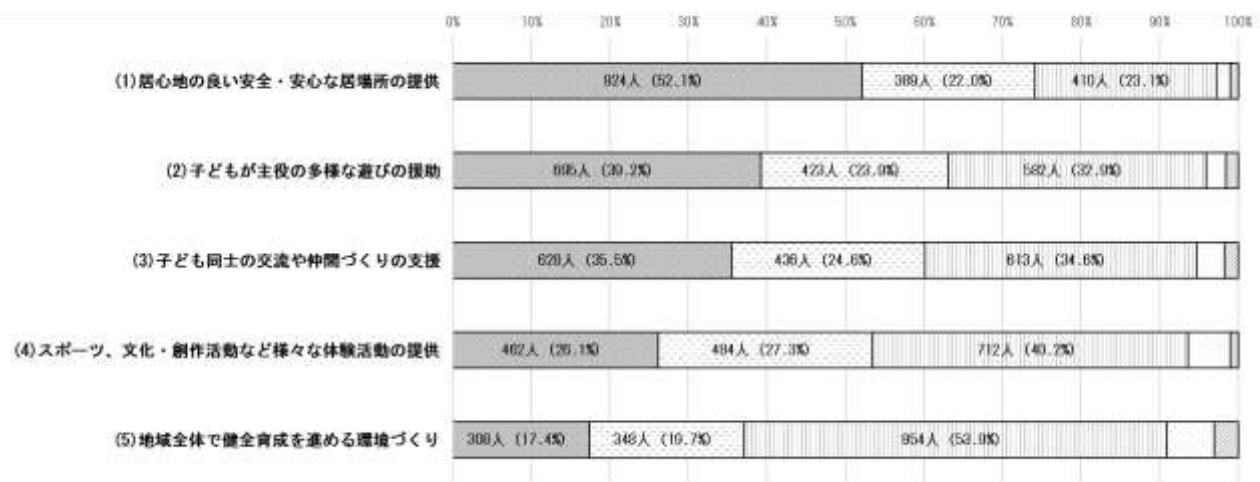 0% 10% 20% 30% 40% 50% 60% 70% 80% 90% 100%
(1)居心地の良い安全・安心な居場所の提供 924人 (52.1%) 389人 (22.0%) 410人 (23.1%)
(2)子どもが主役の多様な遊びの援助 695人 (39.2%) 423人 (23.9%) 582人 (32.9%)
(3)子ども同士の交流や仲間づくりの支援 628人 (35.5%) 436人 (24.6%) 613人 (34.6%)
(4)スポーツ、文化・創作活動など様々な体験活動の提供 462人 (26.1%) 484人 (27.3%) 712人 (40.2%)
(5)地域全体で健全育成を進める環境づくり 308人 (17.4%) 348人 (19.7%) 954人 (53.9%)